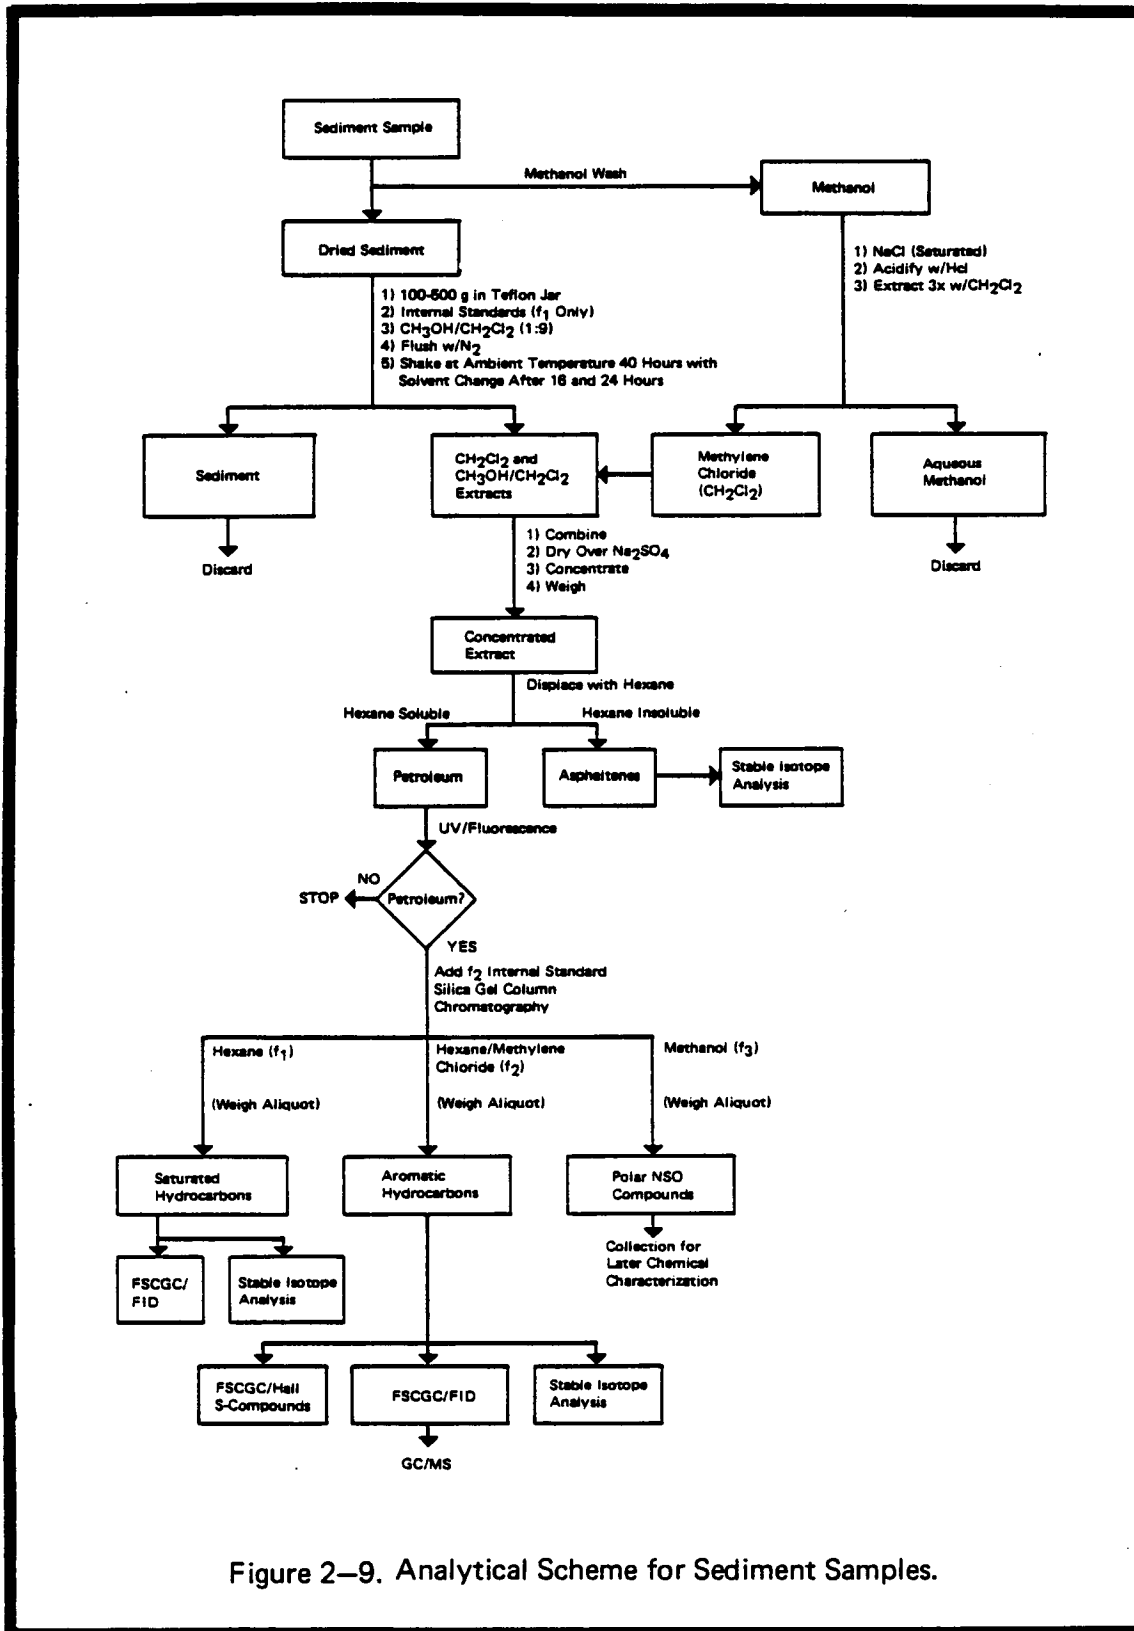 Sediment Sample
Methanol Wash
Methanol
Dried Sediment
1) NaCl (Saturated)
2) Acidify w/Hcl
3) Extract 3x w/CH2Cl2
1) 100-500 g in Teflon Jar
2) Internal Standards (f1 Only)
3) CH3OH/CH2Cl2 (1:9)
4) Flush w/N2
5) Shake at Ambient Temperature 40 Hours with
Solvent Change After 16 and 24 Hours
Sediment
CH2Cl2 and
CH3OH/CH2Cl2
Extracts
Methylene
Chloride
(CH2Cl2)
Aqueous
Methanol
Discard
1) Combine
2) Dry Over Na2SO4
3) Concentrate
4) Weigh
Discard
Concentrated
Extract
Displace with Hexane
Hexane Soluble
Hexane Insoluble
Petroleum
Asphaltenes
Stable Isotope
Analysis
UV/Fluorescence
NO
STOP
Petroleum?
YES
Add f2 Internal Standard
Silica Gel Column
Chromatography
Hexane (f1)
Hexane/Methylene
Chloride (f2)
Methanol (f3)
(Weigh Aliquot)
(Weigh Aliquot)
(Weigh Aliquot)
Saturated
Hydrocarbons
Aromatic
Hydrocarbons
Polar NSO
Compounds
Collection for
Later Chemical
Characterization
FSCGC/
FID
Stable Isotope
Analysis
FSCGC/Hall
S-Compounds
FSCGC/FID
Stable Isotope
Analysis
GC/MS
Figure 2–9. Analytical Scheme for Sediment Samples.